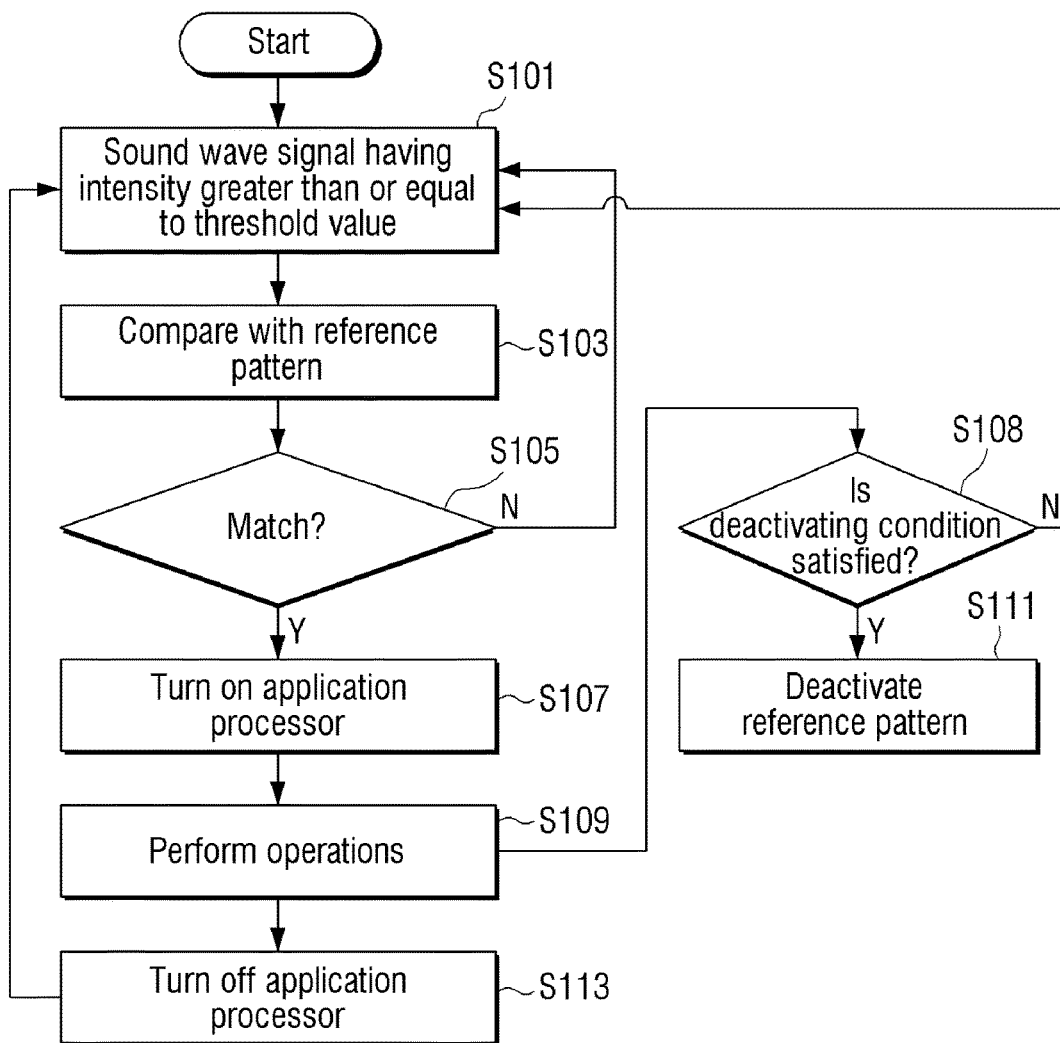 Start
S101
Sound wave signal having
intensity greater than or equal
to threshold value
Compare with reference
pattern
S103
S105
Match?
N
Y
S108
Is
deactivating condition
satisfied?
N
Y
S111
Deactivate
reference pattern
Turn on application
processor
S107
Perform operations
S109
Turn off application
processor
S113